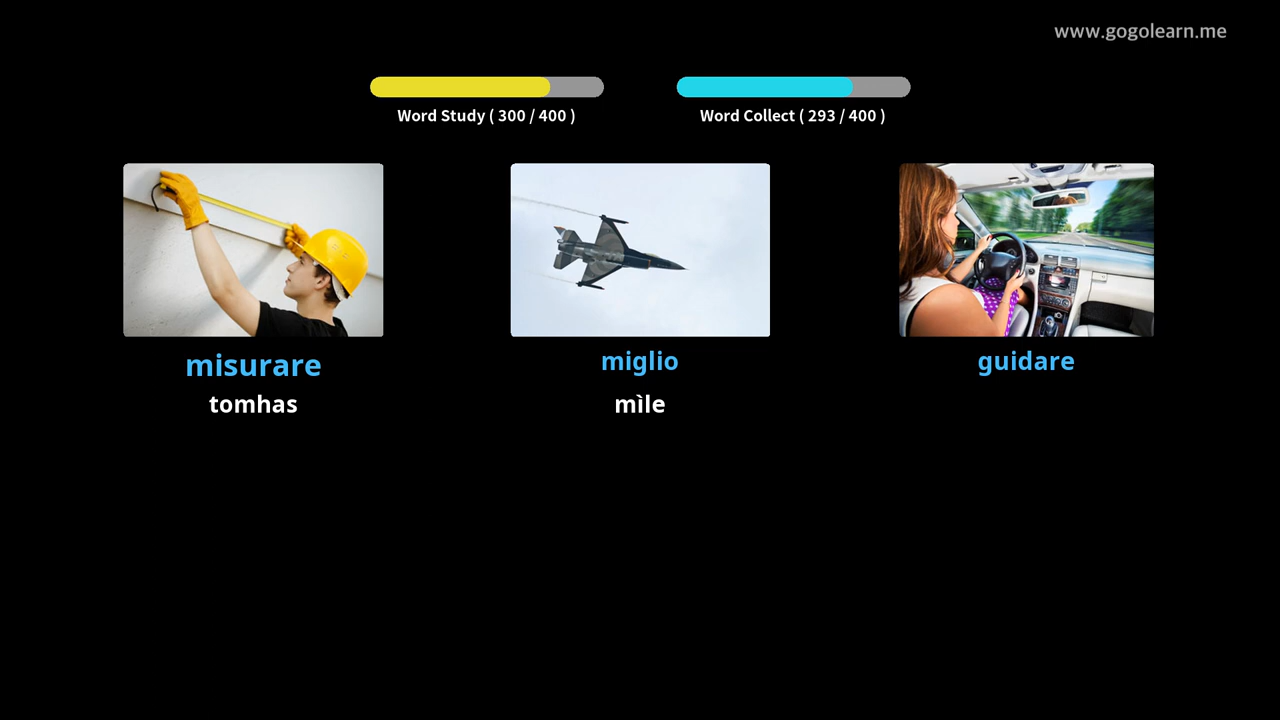 www.gogolearn.me
Word Study ( 300 / 400 )
Word Collect ( 293 / 400 )
misurare
tomhas
miglio
mìle
guidare